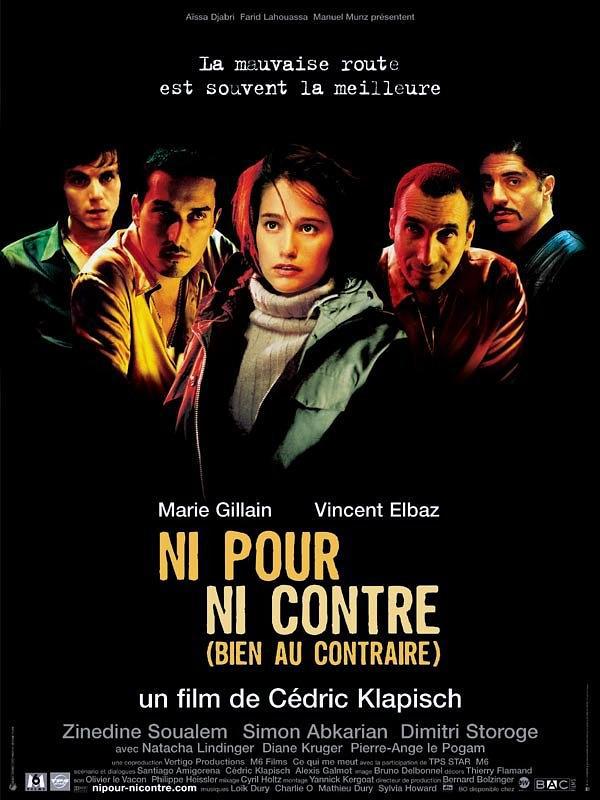 Aïssa Djabri Farid Lahouassa Manuel Munz présentent
La mauvaise route
est souvent la meilleure
Marie Gillain Vincent Elbaz
NI POUR
NI CONTRE
(BIEN AU CONTRAIRE)
un film de Cédric Klapisch
Zinedine Soualem Simon Abkarian Dimitri Storoge
avec Natacha Lindinger Diane Kruger Pierre-Ange le Pogam
une coproduction Vertigo Productions M6 Films Ce qui me meut avec la participation de TPS STAR M6
scénario et dialogues Santiago Amigorena Cédric Klapisch Alexis Galmot image Bruno Delbonnel décors Thierry Flamand
son Olivier le Vacon Philippe Heissler mixage Cyril Holtz montage Yannick Kergoat directeur de production Bernard Bolzinger
nipour-nicontre.com musiques Loïk Dury Charlie O Mathieu Dury Sylvia Howard BO disponible chez
M6
BAC